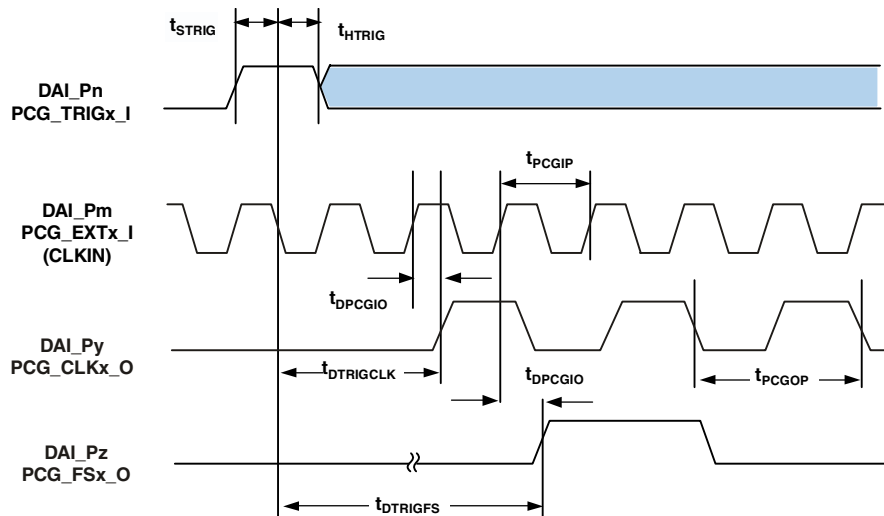 tSTRIG
tHTRIG
DAI_Pn
PCG_TRIGx_I
tPCGIP
DAI_Pm
PCG_EXTx_I
(CLKIN)
tDPCGIO
DAI_Py
PCG_CLKx_O
tDTRIGCLK
tDPCGIO
tPCGOP
DAI_Pz
PCG_FSx_O
tDTRIGFS